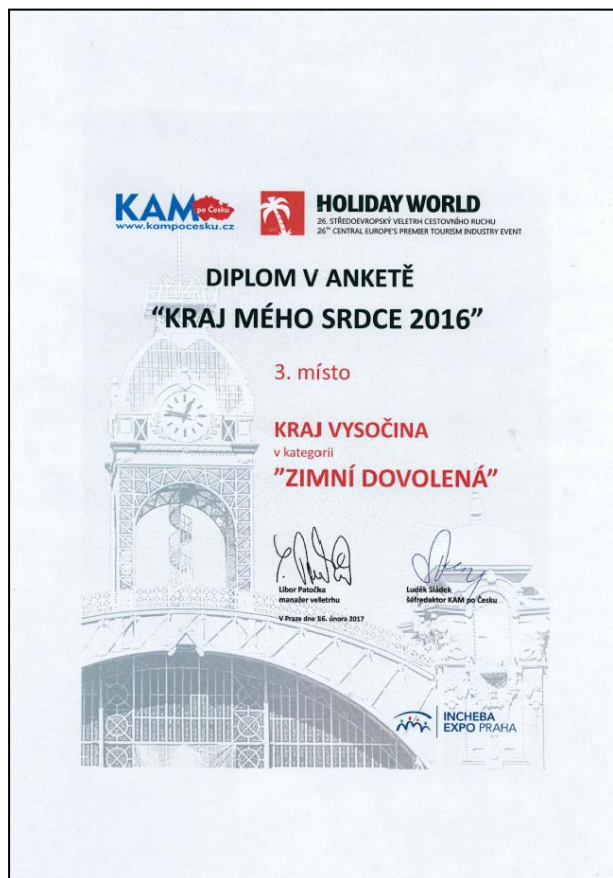 KAM po Česku
www.kampocesku.cz
HOLIDAY WORLD
26. STŘEDOEVROPSKÝ VELETRH CESTOVNÍHO RUCHU
26TH CENTRAL EUROPE'S PREMIER TOURISM INDUSTRY EVENT
DIPLOM V ANKETĚ
“KRAJ MÉHO SRDCE 2016”
3. místo
KRAJ VYSOČINA
v kategorii
”ZIMNÍ DOVOLENÁ”
Libor Patočka
manažer veletrhu
V Praze dne 16. února 2017
Luděk Sládek
šéfredaktor KAM po Česku
INCHEBA
EXPO PRAHA